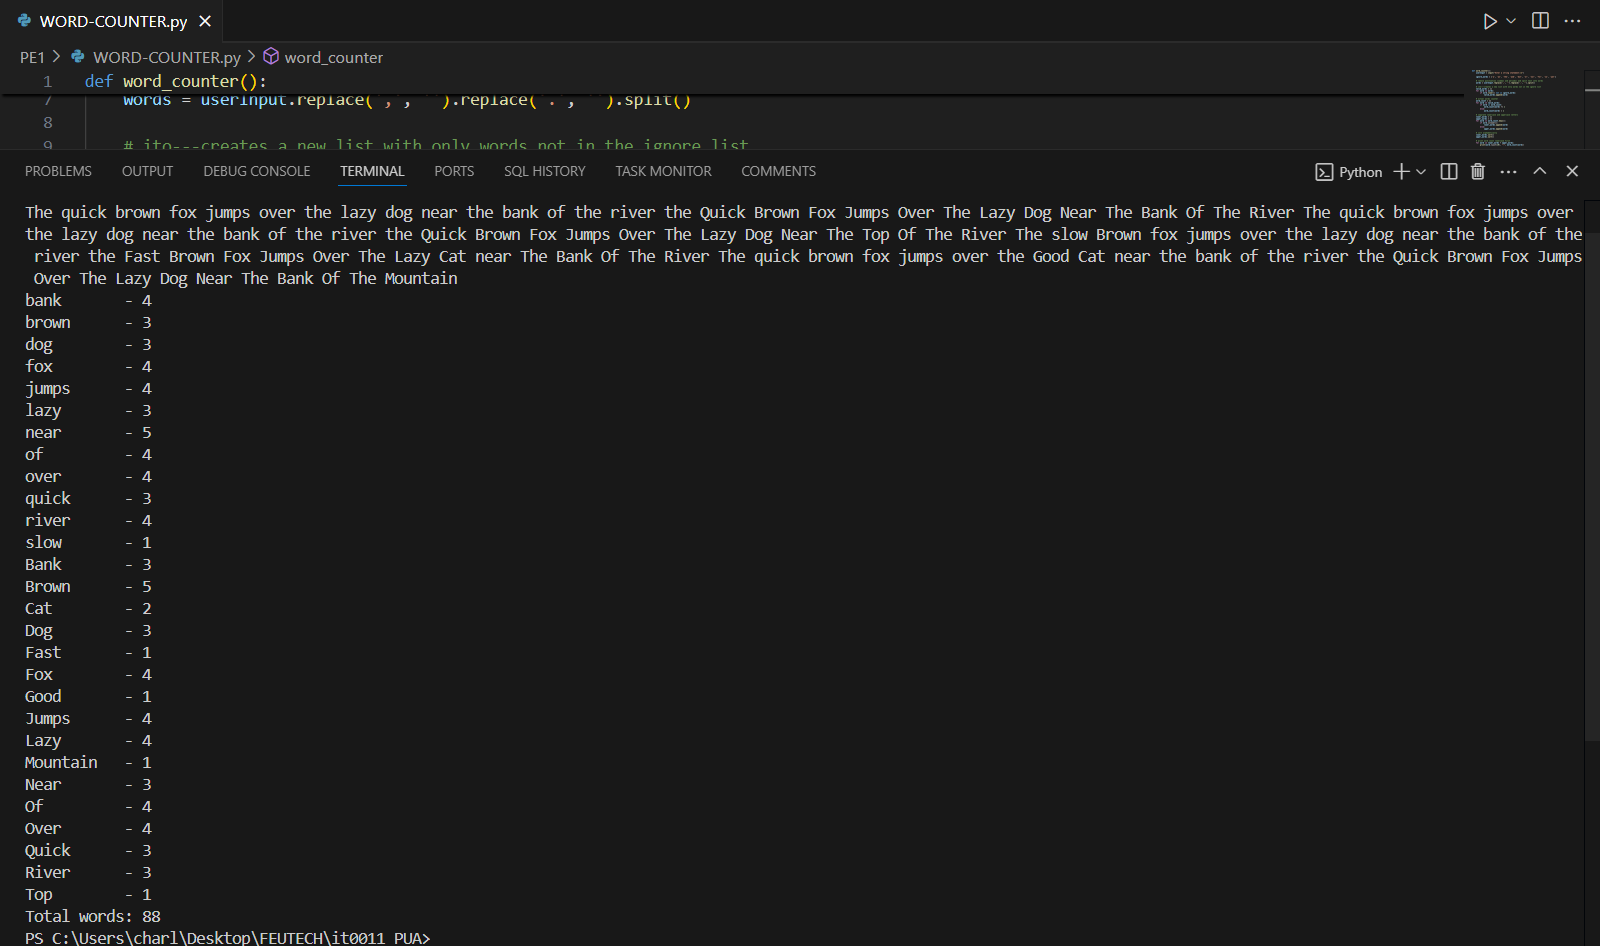 WORD-COUNTER.py
PE1 > WORD-COUNTER.py > word_counter
1 def word_counter():
7 words = userInput.replace(',', ' ').replace('.', ' ').split()
8
9 # ito---creates a new list with only words not in the ignore list
PROBLEMS OUTPUT DEBUG CONSOLE TERMINAL PORTS SQL HISTORY TASK MONITOR COMMENTS Python
The quick brown fox jumps over the lazy dog near the bank of the river the Quick Brown Fox Jumps Over The Lazy Dog Near The Bank Of The River The quick brown fox jumps over
the lazy dog near the bank of the river the Quick Brown Fox Jumps Over The Lazy Dog Near The Top Of The River The slow Brown fox jumps over the lazy dog near the bank of the
river the Fast Brown Fox Jumps Over The Lazy Cat near The Bank Of The River The quick brown fox jumps over the Good Cat near the bank of the river the Quick Brown Fox Jumps
Over The Lazy Dog Near The Bank Of The Mountain
bank - 4
brown - 3
dog - 3
fox - 4
jumps - 4
lazy - 3
near - 5
of - 4
over - 4
quick - 3
river - 4
slow - 1
Bank - 3
Brown - 5
Cat - 2
Dog - 3
Fast - 1
Fox - 4
Good - 1
Jumps - 4
Lazy - 4
Mountain - 1
Near - 3
Of - 4
Over - 4
Quick - 3
River - 3
Top - 1
Total words: 88
PS C:\Users\charl\Desktop\FEUTECH\it0011 PUA>